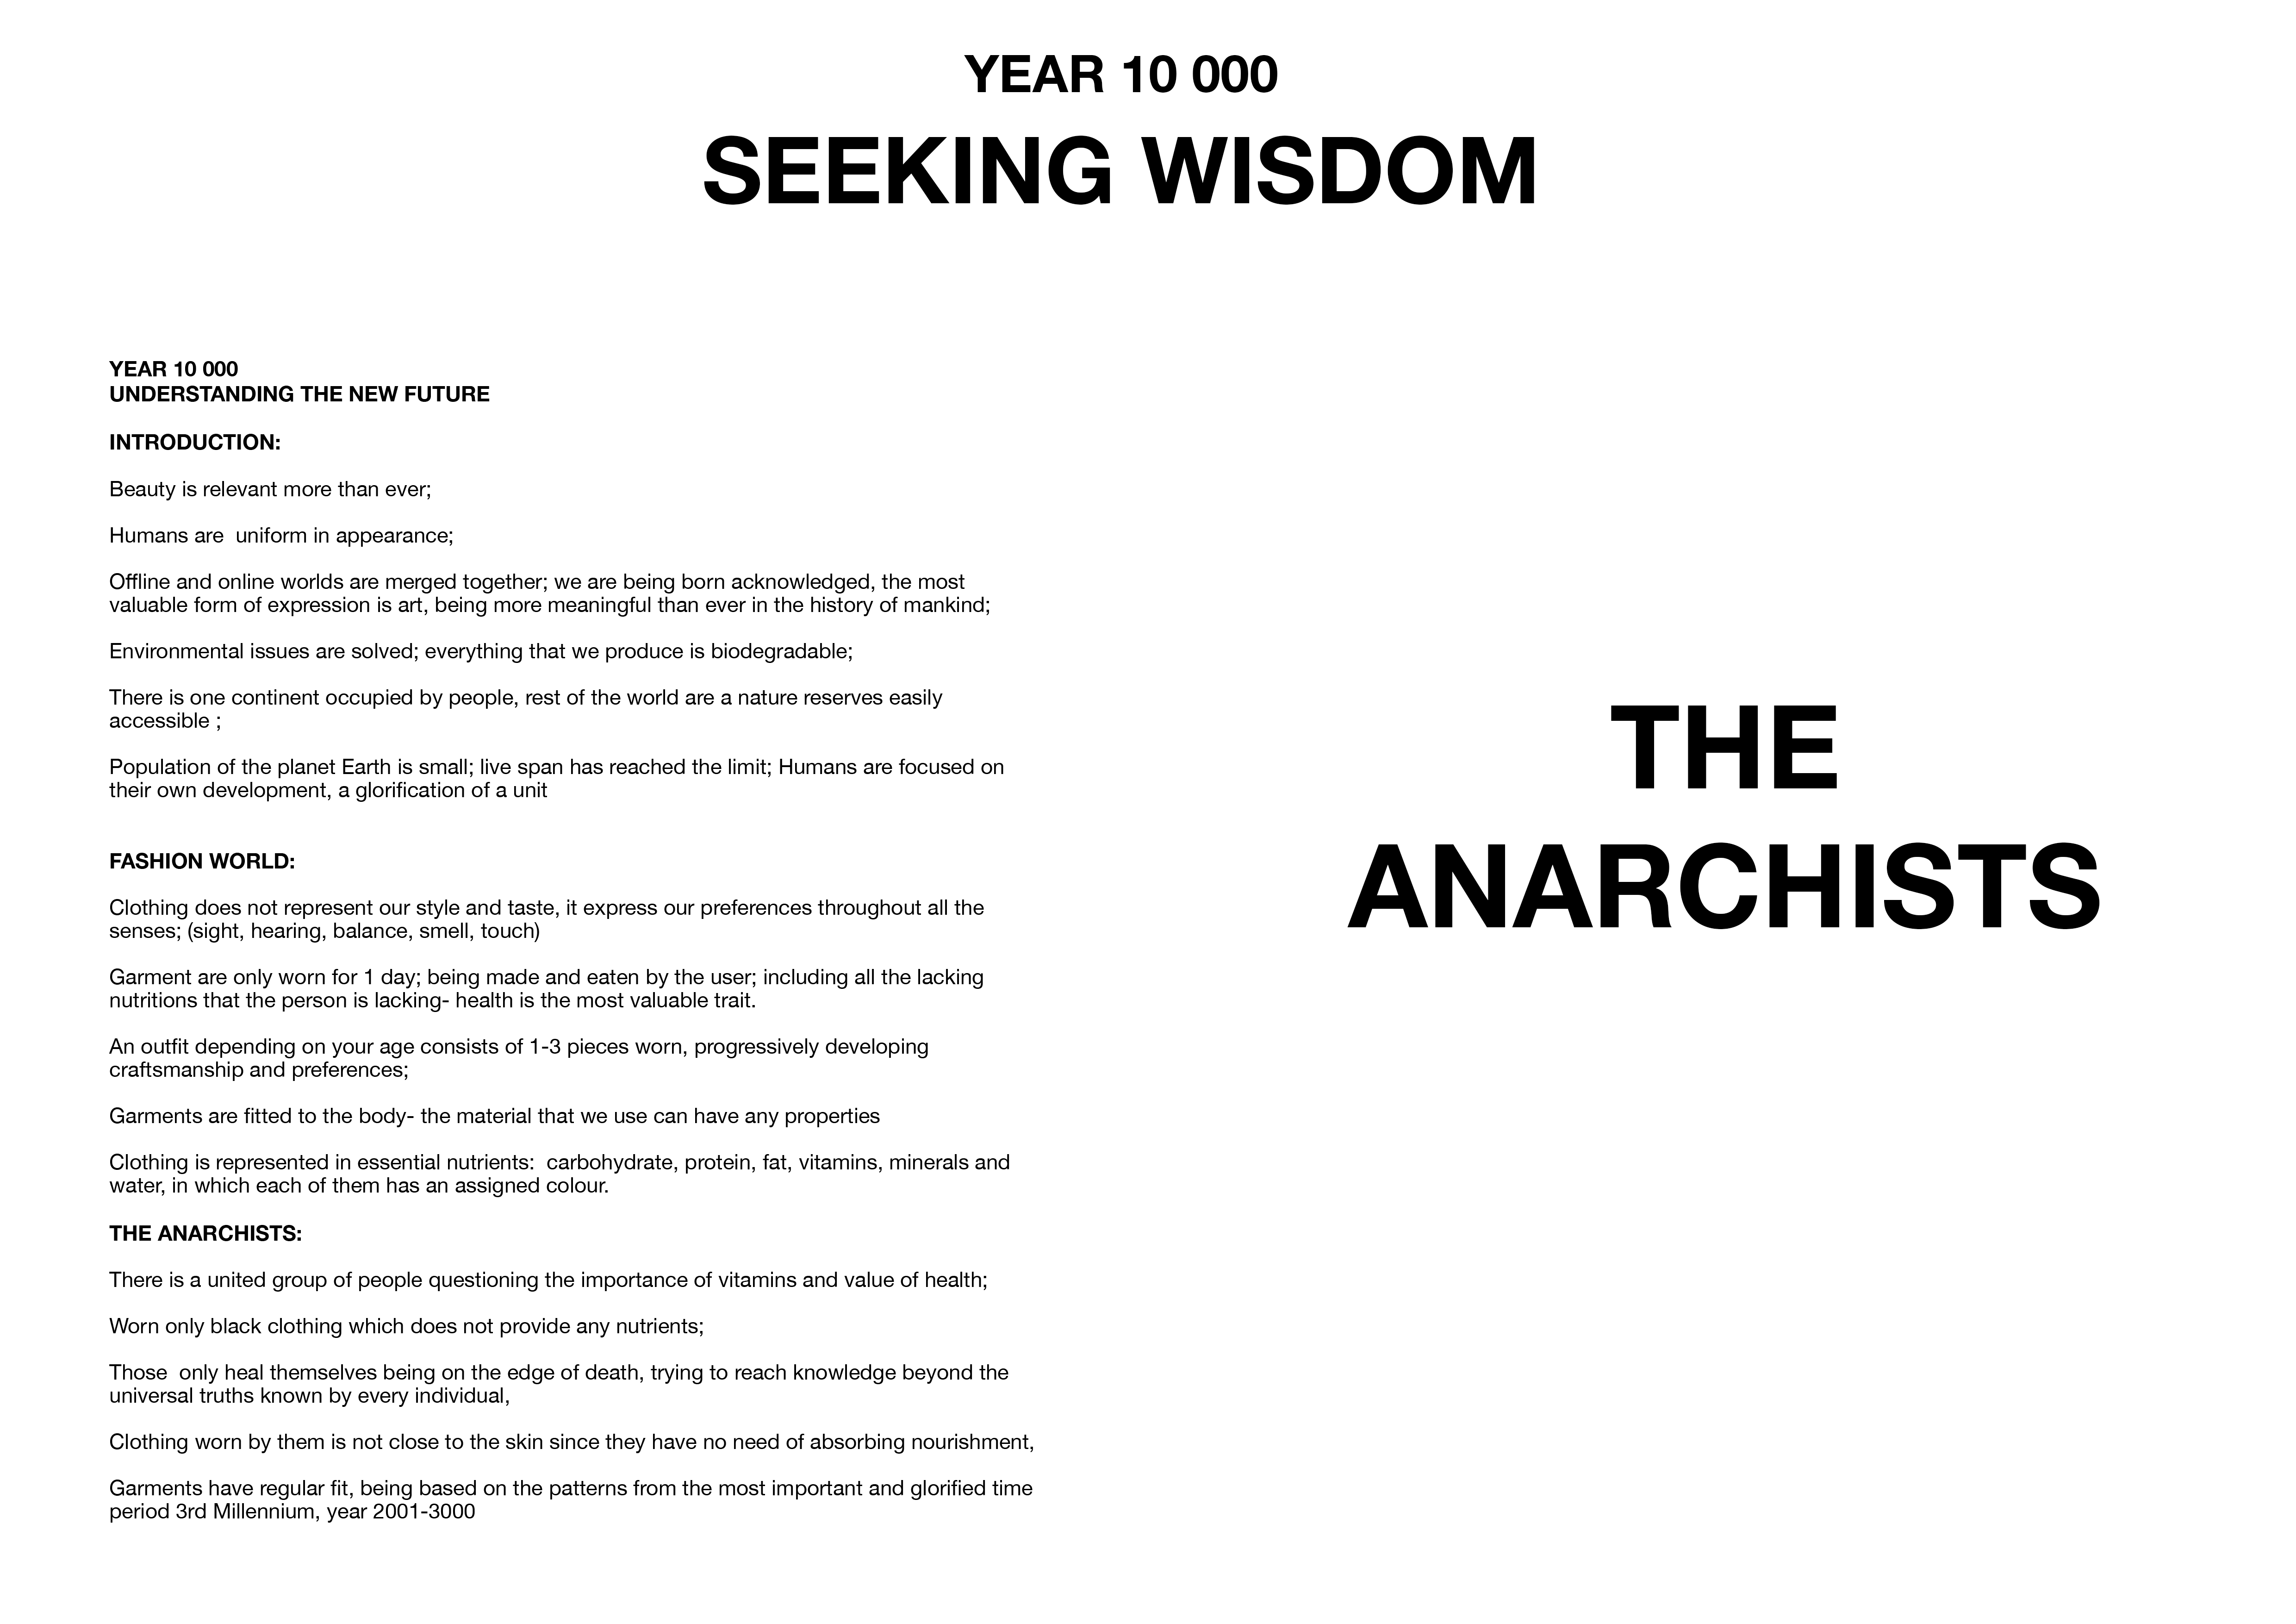 YEAR 10 000
SEEKING WISDOM
YEAR 10 000
UNDERSTANDING THE NEW FUTURE
INTRODUCTION:
Beauty is relevant more than ever;
Humans are  uniform in appearance;
Offline and online worlds are merged together; we are being born acknowledged, the most
valuable form of expression is art, being more meaningful than ever in the history of mankind;
Environmental issues are solved; everything that we produce is biodegradable;
There is one continent occupied by people, rest of the world are a nature reserves easily
accessible ;
Population of the planet Earth is small; live span has reached the limit; Humans are focused on
their own development, a glorification of a unit
FASHION WORLD:
Clothing does not represent our style and taste, it express our preferences throughout all the
senses; (sight, hearing, balance, smell, touch)
Garment are only worn for 1 day; being made and eaten by the user; including all the lacking
nutritions that the person is lacking- health is the most valuable trait.
An outfit depending on your age consists of 1-3 pieces worn, progressively developing
craftsmanship and preferences;
Garments are fitted to the body- the material that we use can have any properties
Clothing is represented in essential nutrients:  carbohydrate, protein, fat, vitamins, minerals and
water, in which each of them has an assigned colour.
THE ANARCHISTS:
There is a united group of people questioning the importance of vitamins and value of health;
Worn only black clothing which does not provide any nutrients;
Those  only heal themselves being on the edge of death, trying to reach knowledge beyond the
universal truths known by every individual,
Clothing worn by them is not close to the skin since they have no need of absorbing nourishment,
Garments have regular fit, being based on the patterns from the most important and glorified time
period 3rd Millennium, year 2001-3000
THE
ANARCHISTS